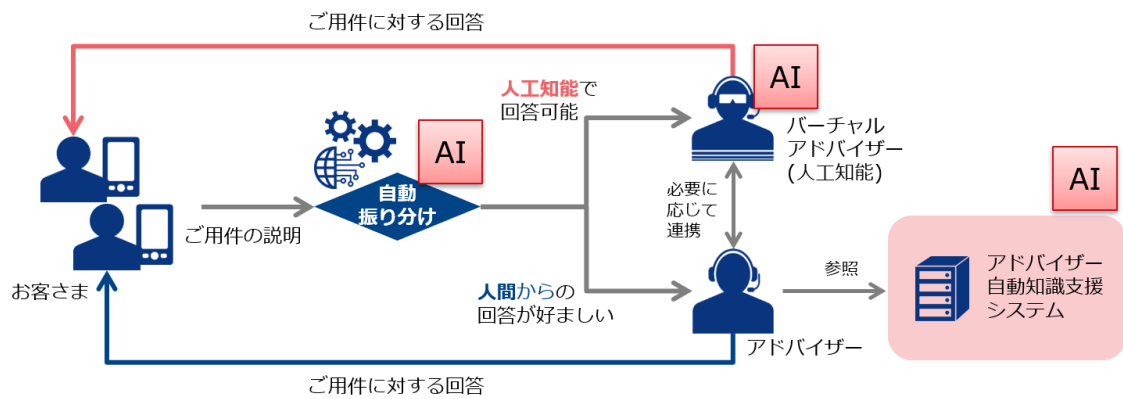 ご用件に対する回答
人工知能で
回答可能
AI
AI
バーチャル
アドバイザー
(人工知能)
自動
振り分け
ご用件の説明
お客さま
必要に
応じて
連携
AI
人間からの
回答が好ましい
アドバイザー
参照
アドバイザー
自動知識支援
システム
ご用件に対する回答